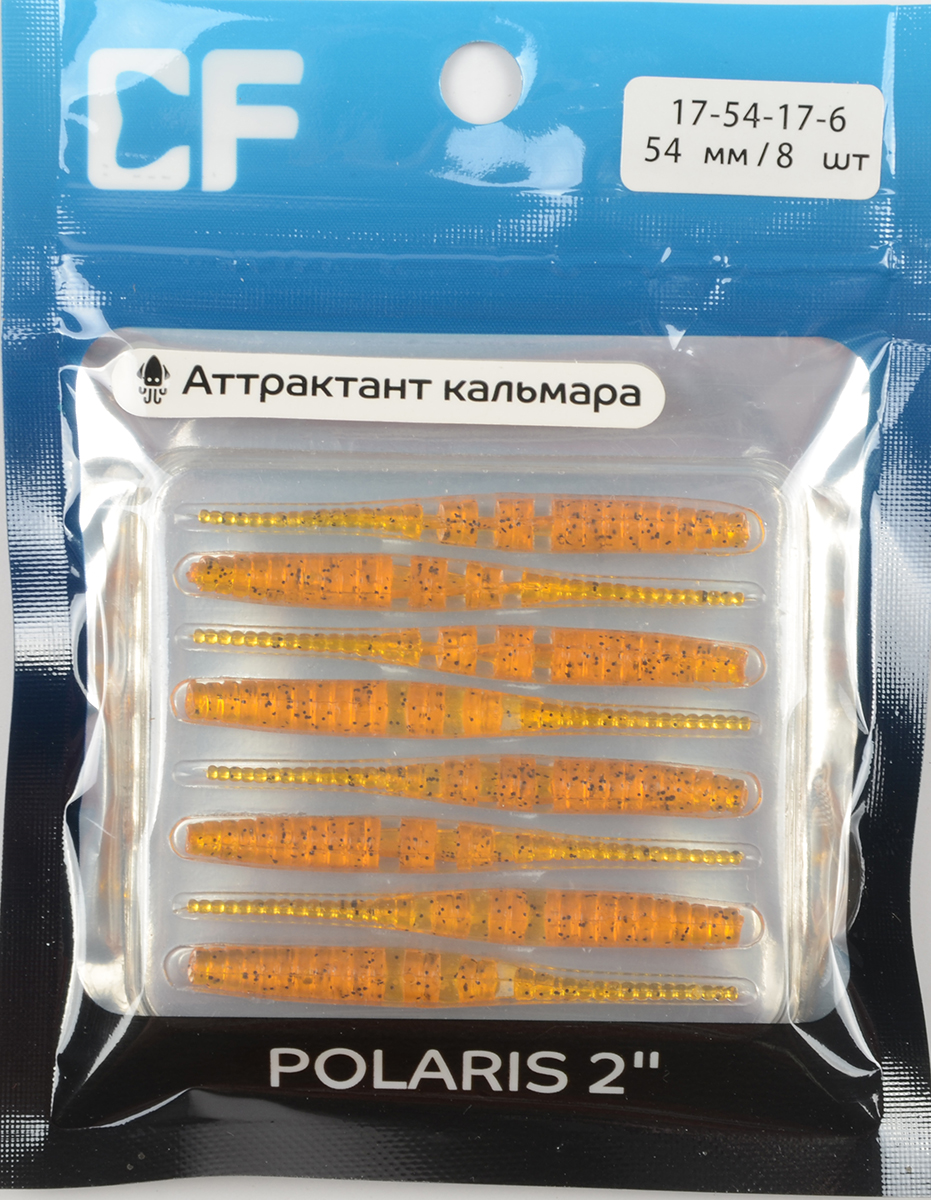 CF
17-54-17-6
54 мм / 8 шт
Аттрактант кальмара
POLARIS 2"